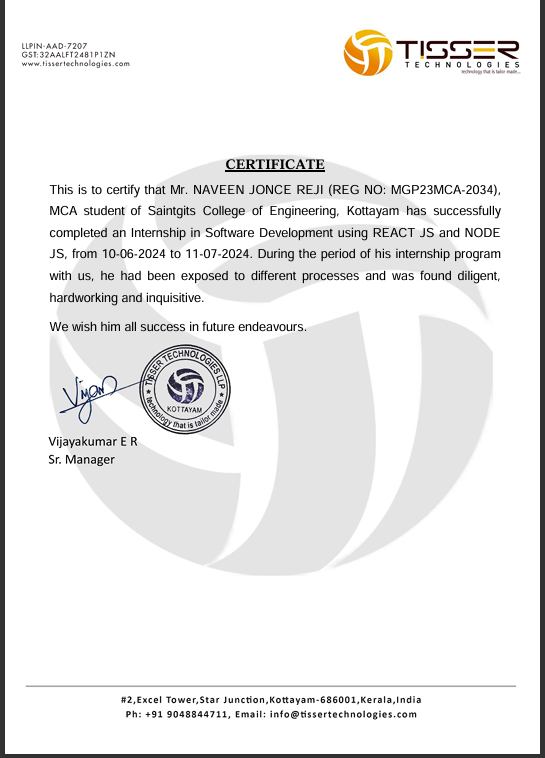 LLPIN-AAD-7207
GST:32AALFT2481P1ZN
www.tissertechnologies.com
TISSER
TECHNOLOGIES
technology that is tailor made...
CERTIFICATE
This is to certify that Mr. NAVEEN JONCE REJI (REG NO: MGP23MCA-2034),
MCA student of Saintgits College of Engineering, Kottayam has successfully
completed an Internship in Software Development using REACT JS and NODE
JS, from 10-06-2024 to 11-07-2024. During the period of his internship program
with us, he had been exposed to different processes and was found diligent,
hardworking and inquisitive.
We wish him all success in future endeavours.
Vijay
TISSER TECHNOLOGIES LLP
KOTTAYAM
technology that is tailor made
Vijayakumar E R
Sr. Manager
#2,Excel Tower,Star Junction,Kottayam-686001,Kerala,India
Ph: +91 9048844711, Email: info@tissertechnologies.com